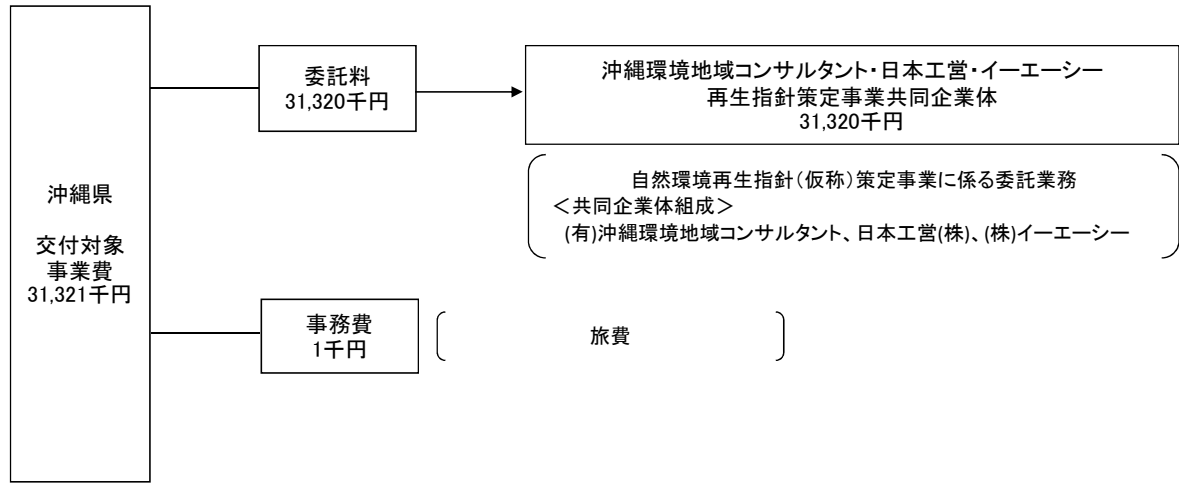 沖縄県
交付対象
事業費
31,321千円
委託料
31,320千円
沖縄環境地域コンサルタント・日本工営・イーエーシー
再生指針策定事業共同企業体
31,320千円
自然環境再生指針(仮称)策定事業に係る委託業務
<共同企業体組成>
(有)沖縄環境地域コンサルタント、日本工営(株)、(株)イーエーシー
事務費
1千円
旅費